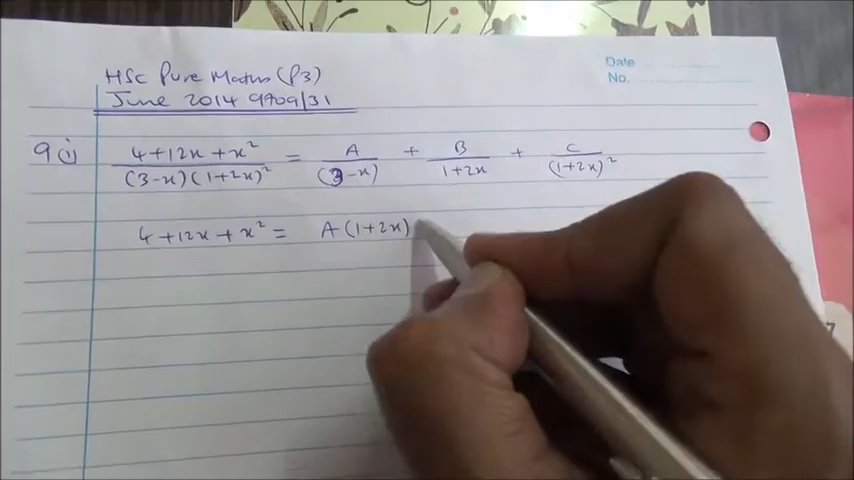 HSC Pure Maths (P3)
June 2014 9709/31
Date
No.
9(i) (4+12x+x²)/((3-x)(1+2x)²) = A/(3-x) + B/(1+2x) + C/(1+2x)²
4+12x+x² = A(1+2x)